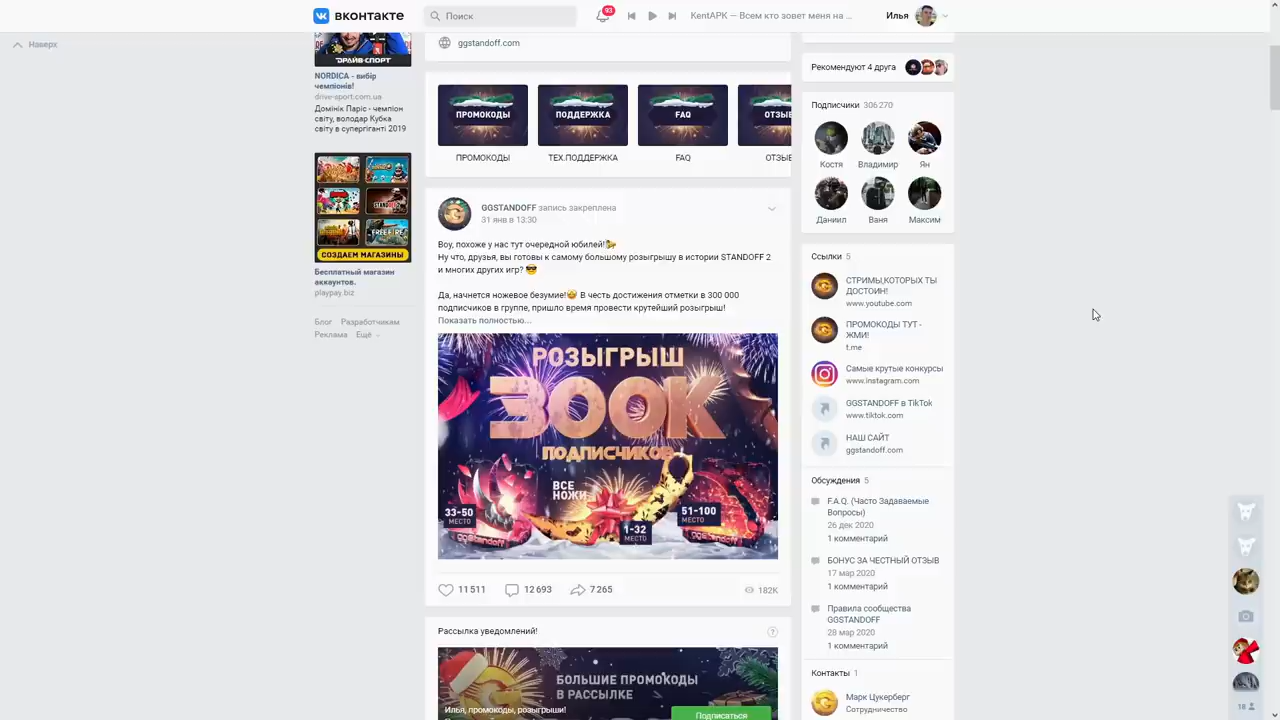 вконтакте
Поиск
93
KentAPK — Всем кто зовет меня на ...
Илья
Наверх
ДРАЙВ-СПОРТ
NORDICA - вибір
чемпіонів!
drive-sport.com.ua
Домінік Паріс - чемпіон
світу, володар Кубка
світу в супергіганті 2019
STANDOFF 2
FREE FIRE
СОЗДАЕМ МАГАЗИНЫ
Бесплатный магазин
аккаунтов.
playpay.biz
Блог Разработчикам
Реклама Ещё
ggstandoff.com
ПРОМОКОДЫ
ПОДДЕРЖКА
FAQ
ОТЗЫВ
ПРОМОКОДЫ
ТЕХ.ПОДДЕРЖКА
FAQ
ОТЗЫВ
GGSTANDOFF запись закреплена
31 янв в 13:30
Воу, похоже у нас тут очередной юбилей!
Ну что, друзья, вы готовы к самому большому розыгрышу в истории STANDOFF 2
и многих других игр?
Да, начнется ножевое безумие! В честь достижения отметки в 300 000
подписчиков в группе, пришло время провести крутейший розыгрыш!
Показать полностью...
РОЗЫГРЫШ
300К
ПОДПИСЧИКОВ
ВСЕ
НОЖИ
33-50
МЕСТО
1-32
МЕСТО
51-100
МЕСТО
ggstandoff
ggstandoff
11 511
12 693
7 265
182K
Рассылка уведомлений!
?
БОЛЬШИЕ ПРОМОКОДЫ
В РАССЫЛКЕ
Илья, промокоды, розыгрыши!
Подписаться
Рекомендуют 4 друга
Подписчики 306 270
Костя
Владимир
Ян
Даниил
Ваня
Максим
Ссылки 5
СТРИМЫ,КОТОРЫХ ТЫ
ДОСТОИН!
www.youtube.com
ПРОМОКОДЫ ТУТ -
ЖМИ!
t.me
Самые крутые конкурсы
www.instagram.com
GGSTANDOFF в TikTok
www.tiktok.com
НАШ САЙТ
ggstandoff.com
Обсуждения 5
F.A.Q. (Часто Задаваемые
Вопросы)
26 дек 2020
1 комментарий
БОНУС ЗА ЧЕСТНЫЙ ОТЗЫВ
17 мар 2020
1 комментарий
Правила сообщества
GGSTANDOFF
28 мар 2020
1 комментарий
Контакты 1
Марк Цукерберг
Сотрудничество
18